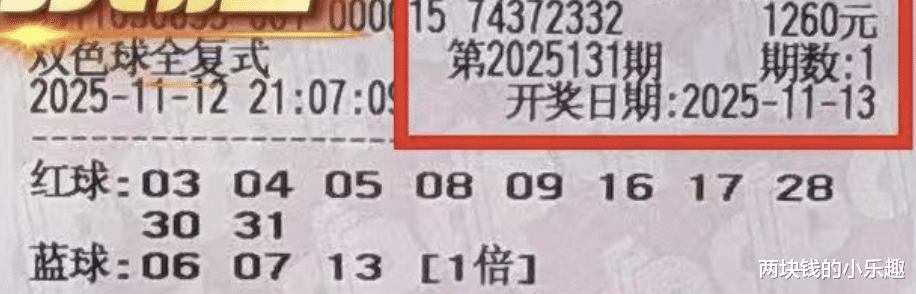 15 74372332 1260元
双色球全复式 第2025131期 期数:1
2025-11-12 21:07:09 开奖日期:2025-11-13
红球:03 04 05 08 09 16 17 28
30 31
蓝球:06 07 13 [1倍]
两块钱的小乐趣